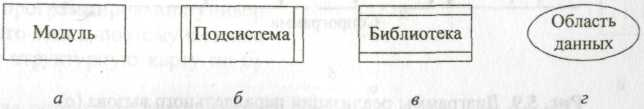 Модуль
Подсистема
Библиотека
Область
данных
а
б
в
г